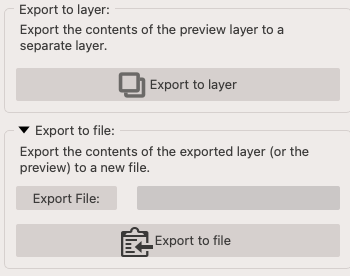 Export to layer:
Export the contents of the preview layer to a
separate layer.
Export to layer
Export to file:
Export the contents of the exported layer (or the
preview) to a new file.
Export File:
Export to file